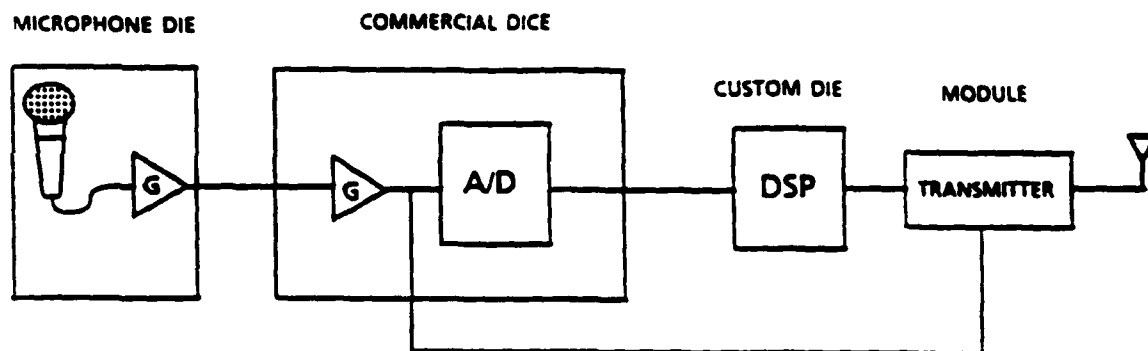 MICROPHONE DIE
COMMERCIAL DICE
CUSTOM DIE
MODULE
G
G
A/D
DSP
TRANSMITTER